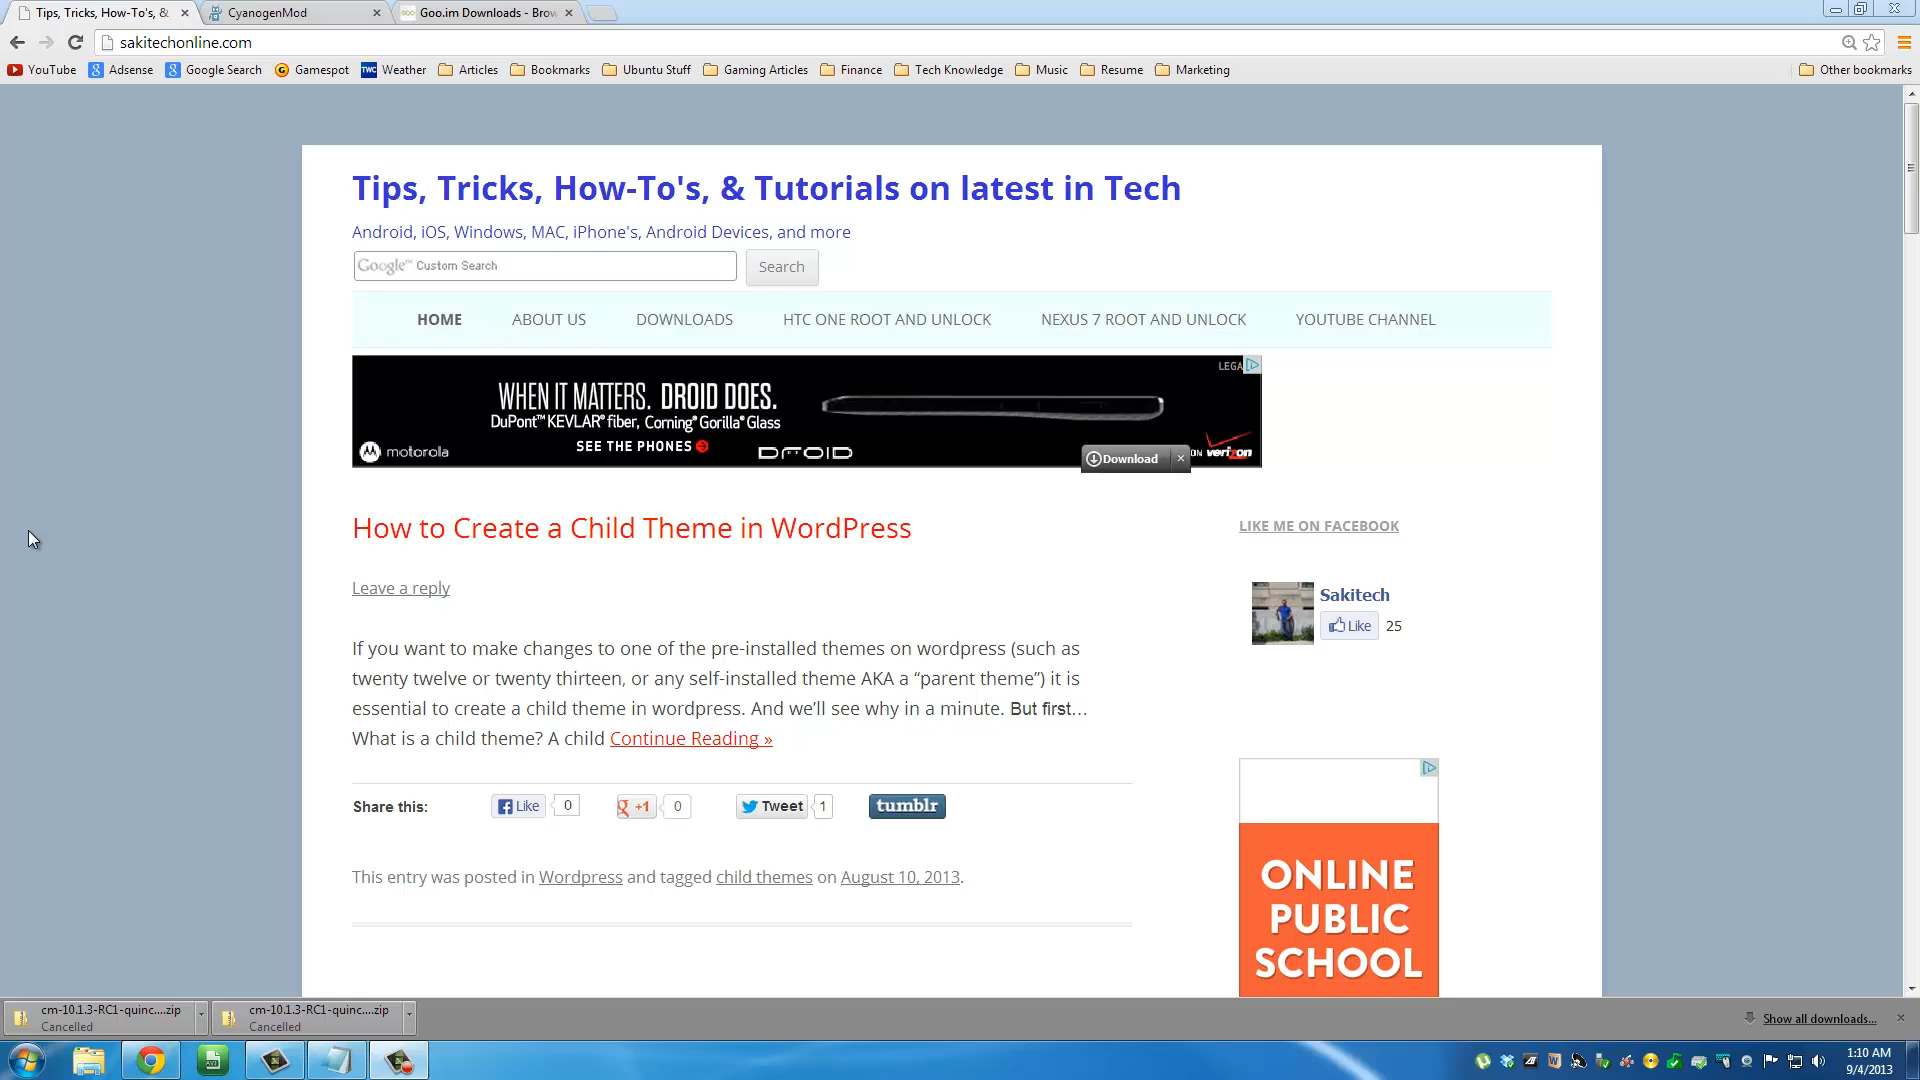 Tips, Tricks, How-To's, &
CyanogenMod
Goo.im Downloads - Brow
sakitechonline.com
YouTube
Adsense
Google Search
Gamespot
TWC Weather
Articles
Bookmarks
Ubuntu Stuff
Gaming Articles
Finance
Tech Knowledge
Music
Resume
Marketing
Other bookmarks
Tips, Tricks, How-To's, & Tutorials on latest in Tech
Android, iOS, Windows, MAC, iPhone's, Android Devices, and more
Google™ Custom Search
Search
HOME
ABOUT US
DOWNLOADS
HTC ONE ROOT AND UNLOCK
NEXUS 7 ROOT AND UNLOCK
YOUTUBE CHANNEL
LEGA
WHEN IT MATTERS. DROID DOES.
DuPont™ KEVLAR® fiber, Corning® Gorilla® Glass
SEE THE PHONES
motorola
DROID
Download
ON verizon
How to Create a Child Theme in WordPress
LIKE ME ON FACEBOOK
Leave a reply
Sakitech
Like 25
If you want to make changes to one of the pre-installed themes on wordpress (such as
twenty twelve or twenty thirteen, or any self-installed theme AKA a “parent theme”) it is
essential to create a child theme in wordpress. And we’ll see why in a minute. But first…
What is a child theme? A child Continue Reading »
Share this:
Like 0
g +1 0
Tweet 1
tumblr
This entry was posted in Wordpress and tagged child themes on August 10, 2013.
ONLINE
PUBLIC
SCHOOL
cm-10.1.3-RC1-quinc....zip
Cancelled
cm-10.1.3-RC1-quinc....zip
Cancelled
Show all downloads...
1:10 AM
9/4/2013